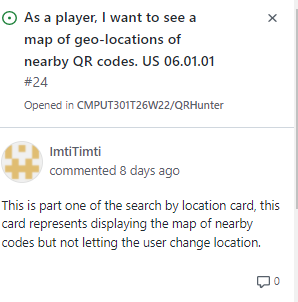 As a player, I want to see a
map of geo-locations of
nearby QR codes. US 06.01.01
#24
Opened in CMPUT301T26W22/QRHunter
ImtiTimti
commented 8 days ago
This is part one of the search by location card, this
card represents displaying the map of nearby
codes but not letting the user change location.
0